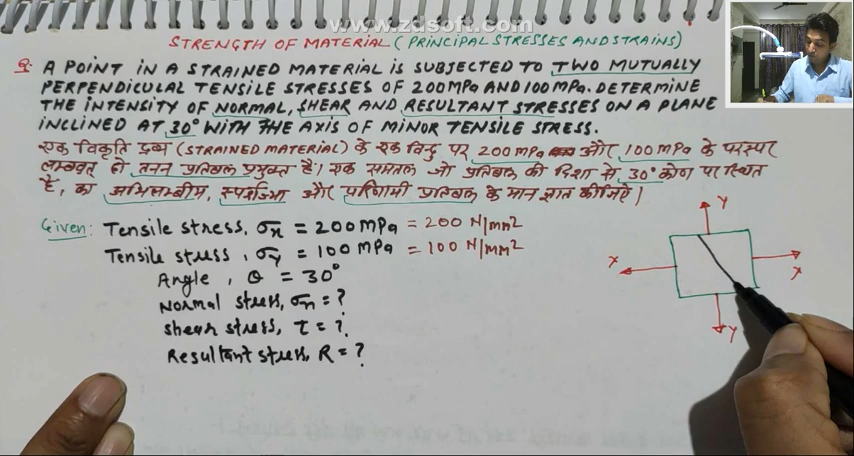 www.zdsoft.com
STRENGTH OF MATERIAL (PRINCIPAL STRESSES AND STRAINS)
Q. A POINT IN A STRAINED MATERIAL IS SUBJECTED TO TWO MUTUALLY
PERPENDICULAR TENSILE STRESSES OF 200MPa AND 100MPa. DETERMINE
THE INTENSITY OF NORMAL, SHEAR AND RESULTANT STRESSES ON A PLANE
INCLINED AT 30° WITH THE AXIS OF MINOR TENSILE STRESS.
एक विकृति द्रव्य (STRAINED MATERIAL) के एक बिन्दु पर 200 MPa और 100 MPa के परस्पर
लम्बवत दो तनन प्रतिबल प्रयुक्त हैं। एक समतल जो प्रतिबल की दिशा से 30° कोण पर स्थित
है, का अभिलम्बीय, स्पर्शीय और परिणामी प्रतिबल के मान ज्ञात कीजिए।
Given: Tensile stress, σx = 200 MPa = 200 N/mm²
Tensile stress, σy = 100 MPa = 100 N/mm²
Angle, θ = 30°
Normal stress, σn = ?
Shear stress, τ = ?
Resultant stress, R = ?
Y
X
X
Y